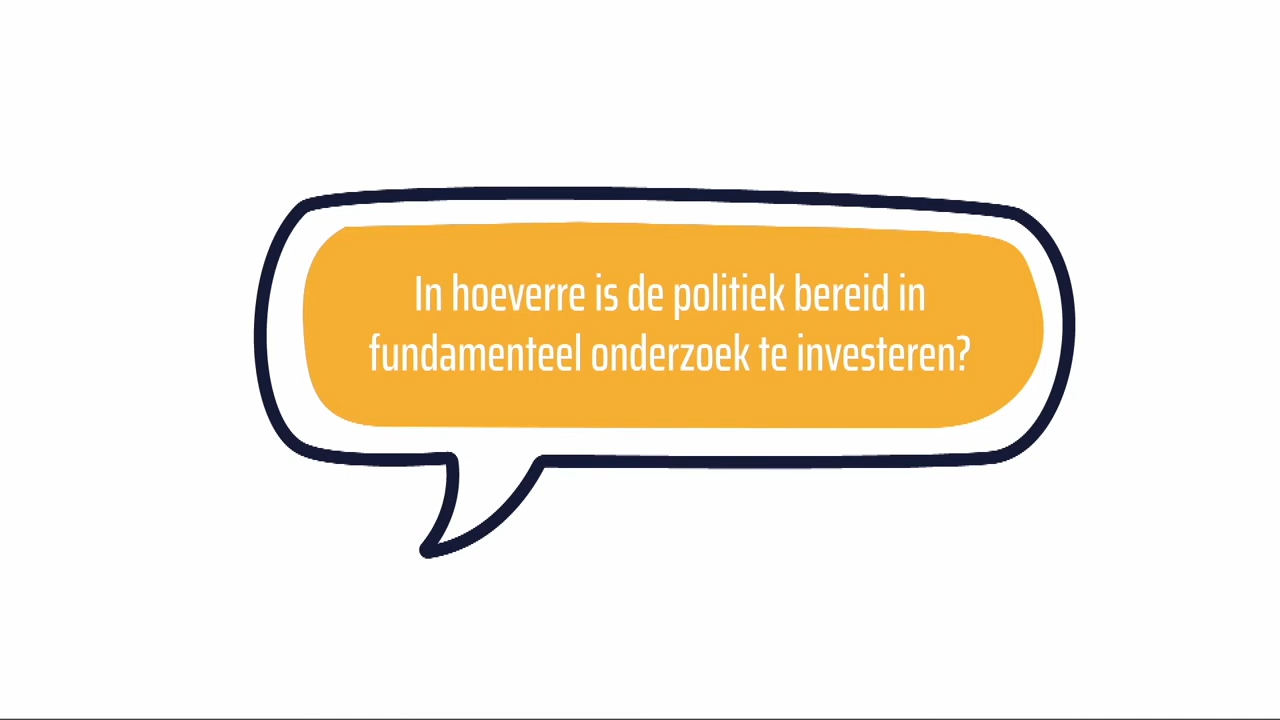 In hoeverre is de politiek bereid in
fundamenteel onderzoek te investeren?